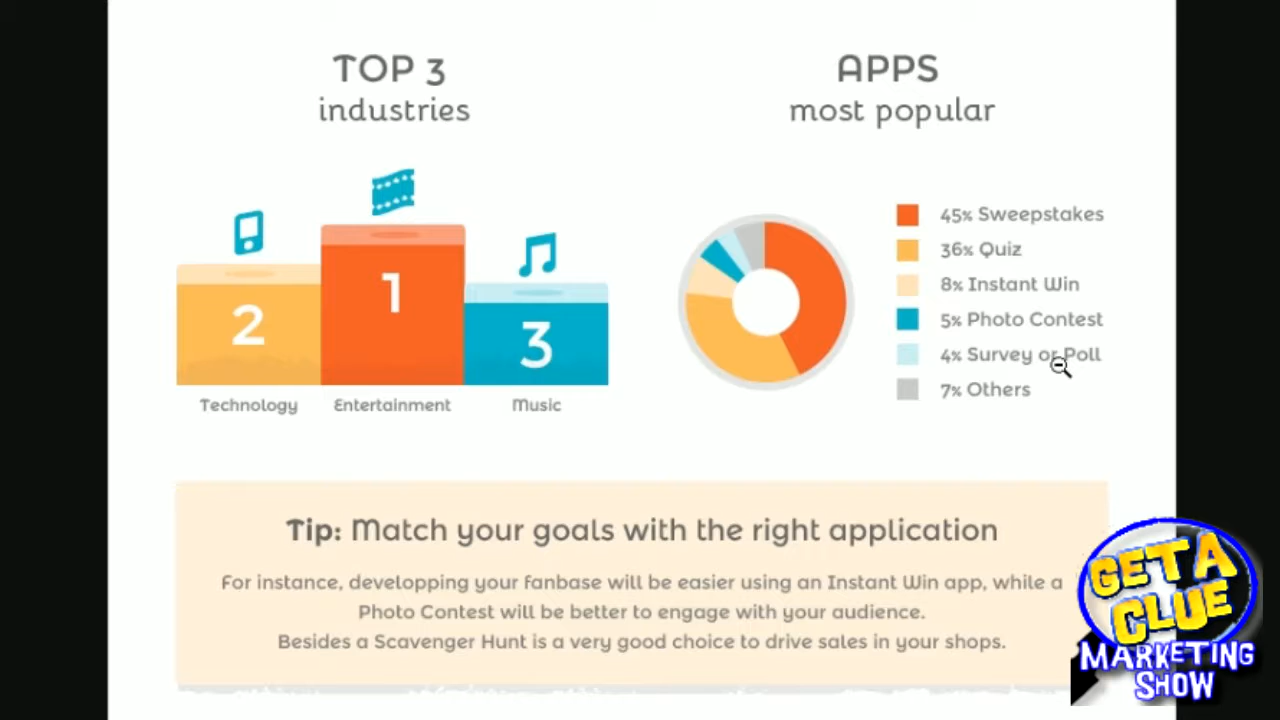 TOP 3
industries
2
1
3
Technology
Entertainment
Music
APPS
most popular
45% Sweepstakes
36% Quiz
8% Instant Win
5% Photo Contest
4% Survey or Poll
7% Others
Tip: Match your goals with the right application
For instance, developping your fanbase will be easier using an Instant Win app, while a
Photo Contest will be better to engage with your audience.
Besides a Scavenger Hunt is a very good choice to drive sales in your shops.
GET A
CLUE
MARKETING
SHOW